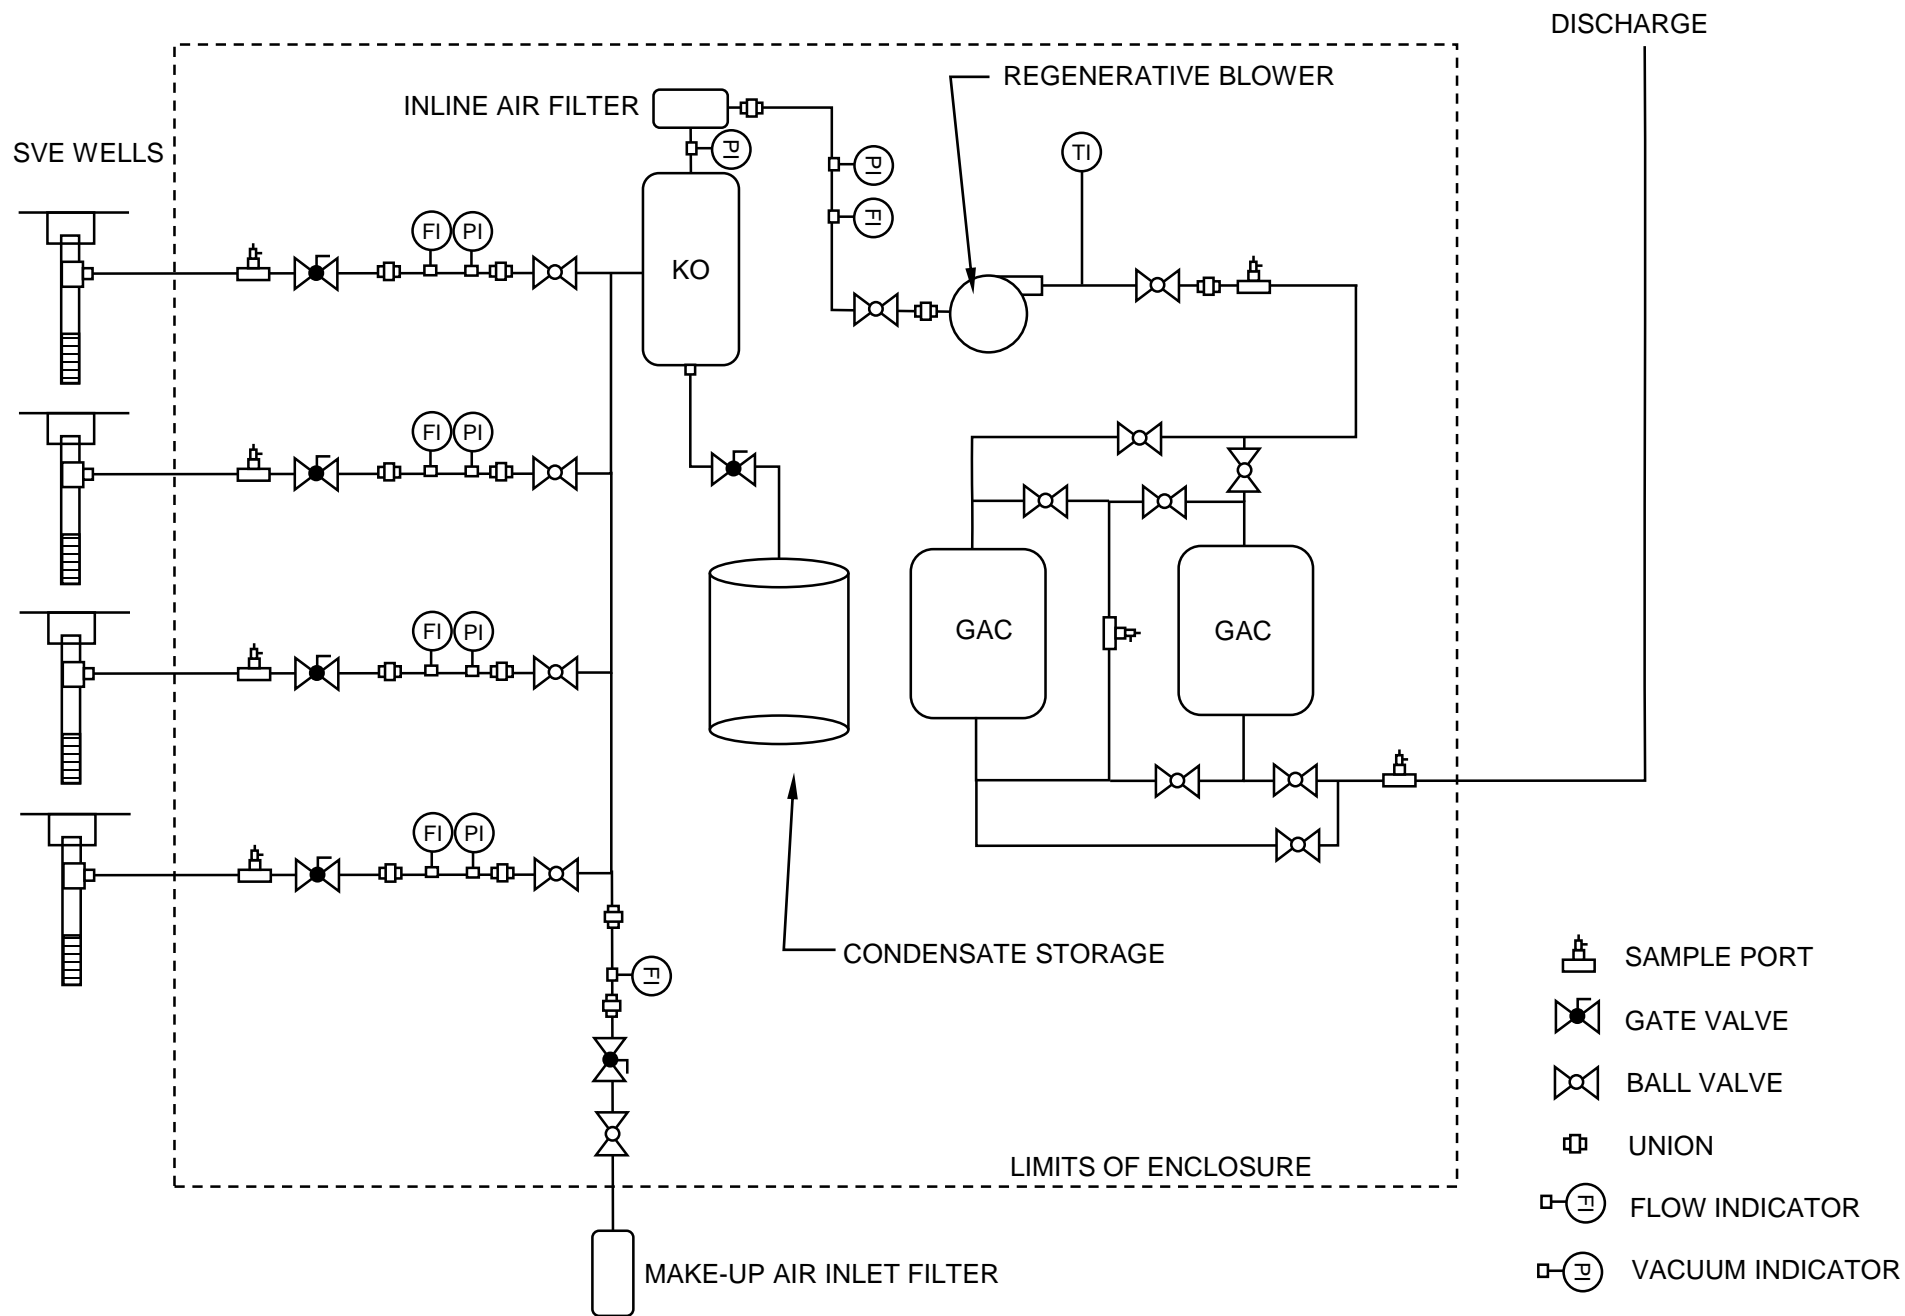 DISCHARGE
REGENERATIVE BLOWER
INLINE AIR FILTER
SVE WELLS
PI
PI
TI
FI
FI PI
KO
FI PI
FI PI
GAC
GAC
FI PI
CONDENSATE STORAGE
FI
SAMPLE PORT
GATE VALVE
BALL VALVE
UNION
LIMITS OF ENCLOSURE
FI
FLOW INDICATOR
MAKE-UP AIR INLET FILTER
PI
VACUUM INDICATOR